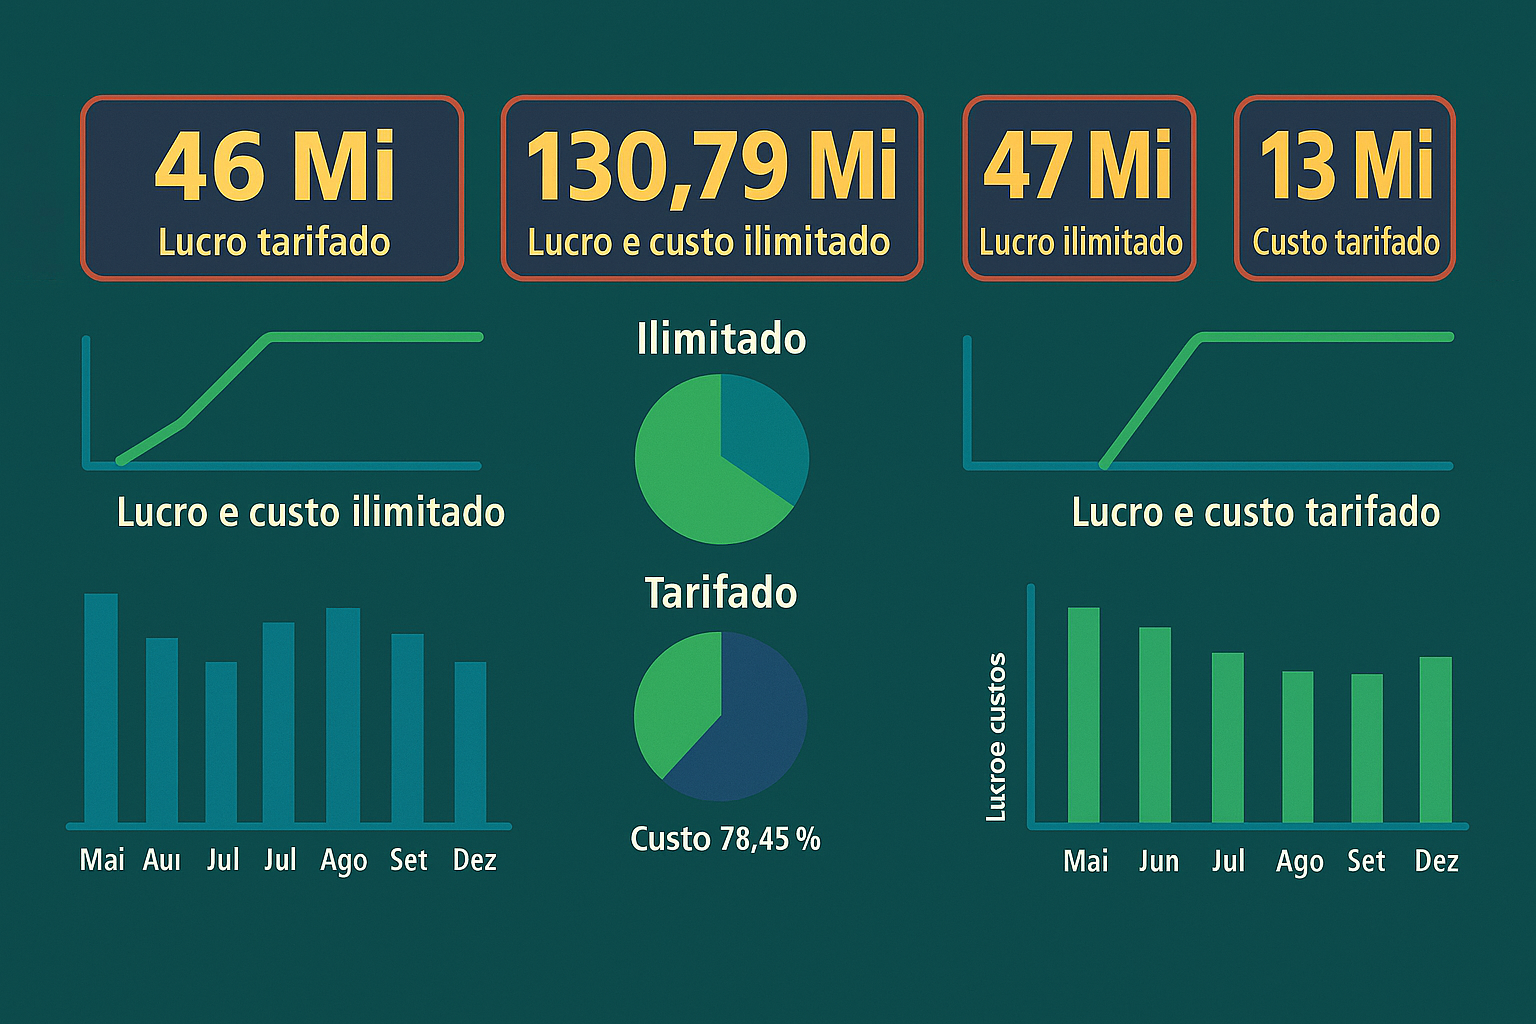 46 Mi
Lucro tarifado
130,79 Mi
Lucro e custo ilimitado
47 Mi
Lucro ilimitado
13 Mi
Custo tarifado
Ilimitado
Lucro e custo ilimitado
Lucro e custo tarifado
Tarifado
Custo 78,45 %
Mai Auı Jul Jul Ago Set Dez
Lucroe custos
Mai Jun Jul Ago Set Dez